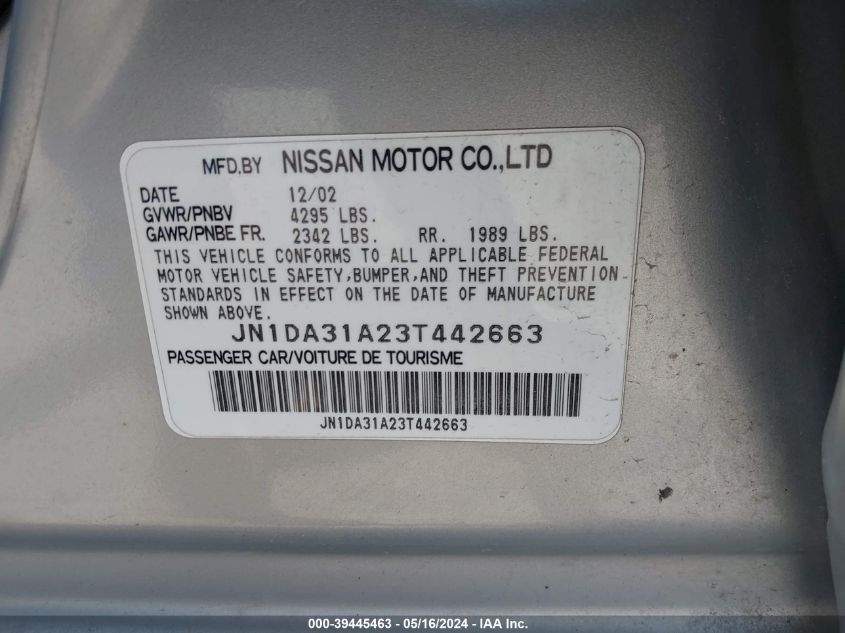 MFD.BY NISSAN MOTOR CO.,LTD
DATE 12/02
GVWR/PNBV 4295 LBS.
GAWR/PNBE FR. 2342 LBS. RR. 1989 LBS.
THIS VEHICLE CONFORMS TO ALL APPLICABLE FEDERAL
MOTOR VEHICLE SAFETY,BUMPER,AND THEFT PREVENTION
STANDARDS IN EFFECT ON THE DATE OF MANUFACTURE
SHOWN ABOVE.
JN1DA31A23T442663
PASSENGER CAR/VOITURE DE TOURISME
JN1DA31A23T442663
000-39445463 - 05/16/2024 - IAA Inc.